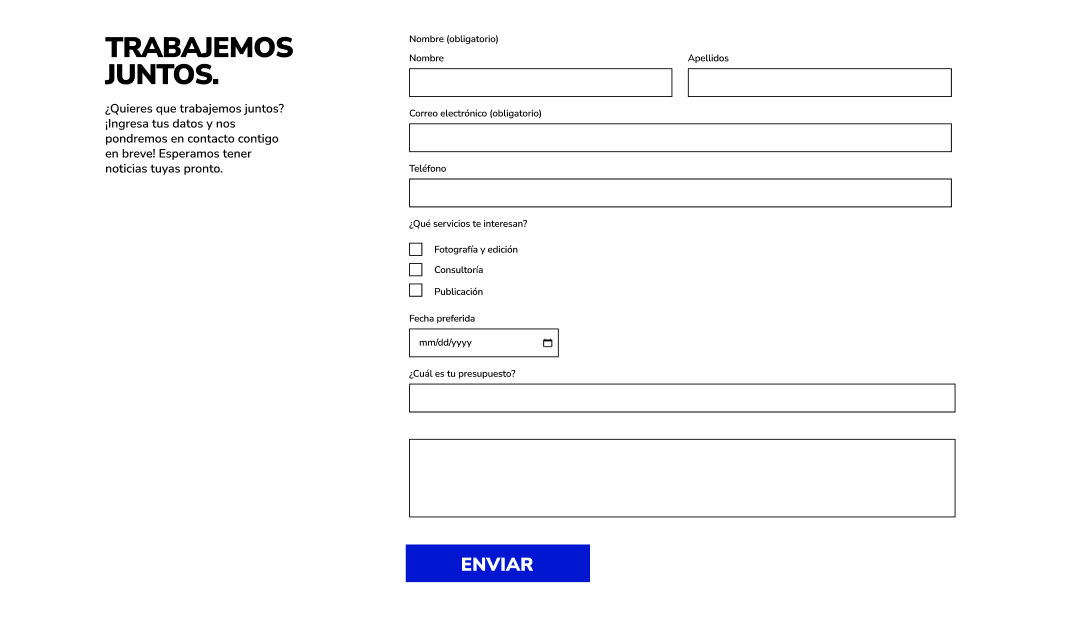 TRABAJEMOS
JUNTOS.
¿Quieres que trabajemos juntos?
¡Ingresa tus datos y nos
pondremos en contacto contigo
en breve! Esperamos tener
noticias tuyas pronto.
Nombre (obligatorio)
Nombre
Apellidos
Correo electrónico (obligatorio)
Teléfono
¿Qué servicios te interesan?
Fotografía y edición
Consultoría
Publicación
Fecha preferida
mm/dd/yyyy
¿Cuál es tu presupuesto?
ENVIAR